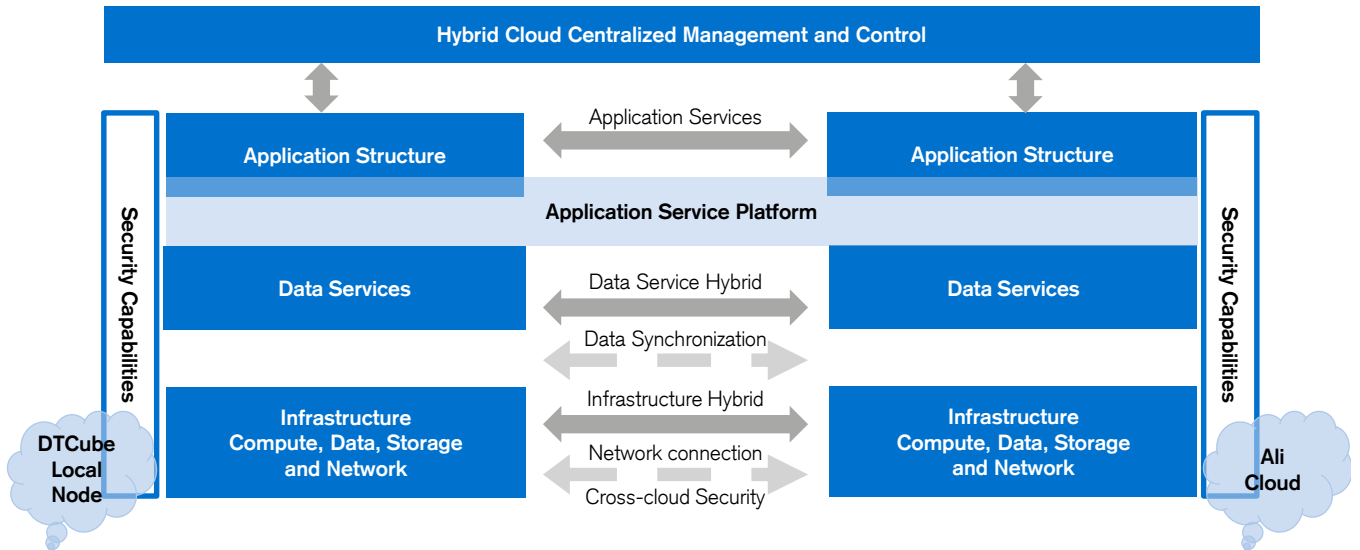 Hybrid Cloud Centralized Management and Control
Application Services
Application Structure
Application Structure
Application Service Platform
Security Capabilities
Security Capabilities
Data Services
Data Service Hybrid
Data Services
Data Synchronization
Infrastructure
Compute, Data, Storage
and Network
Infrastructure Hybrid
Network connection
Cross-cloud Security
Infrastructure
Compute, Data, Storage
and Network
DTCube
Local
Node
Ali
Cloud